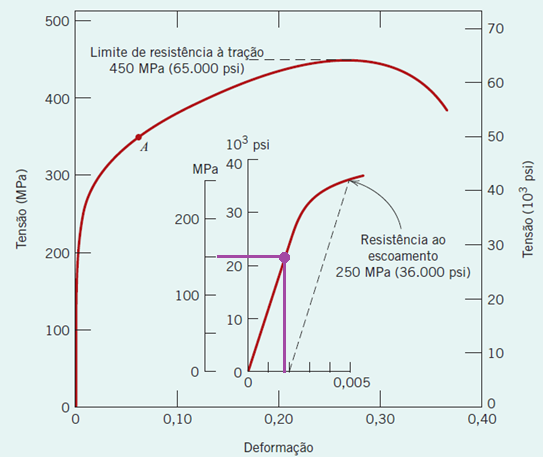 500
400
300
200
100
0
Tensão (MPa)
Limite de resistência à tração
450 MPa (65.000 psi)
A
10³ psi
MPa
40
30
20
10
0
200
100
0
0
0,005
Resistência ao
escoamento
250 MPa (36.000 psi)
70
60
50
40
30
20
10
0
Tensão (10³ psi)
0
0,10
0,20
0,30
0,40
Deformação